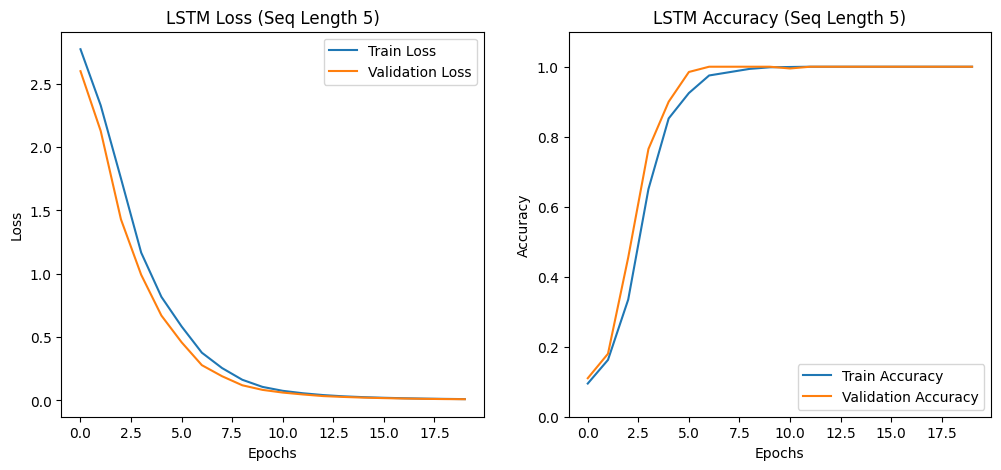 LSTM Loss (Seq Length 5)
Train Loss
Validation Loss
2.5
2.0
1.5
1.0
0.5
0.0
Loss
0.0 2.5 5.0 7.5 10.0 12.5 15.0 17.5
Epochs
LSTM Accuracy (Seq Length 5)
1.0
0.8
0.6
0.4
0.2
0.0
Accuracy
Train Accuracy
Validation Accuracy
0.0 2.5 5.0 7.5 10.0 12.5 15.0 17.5
Epochs